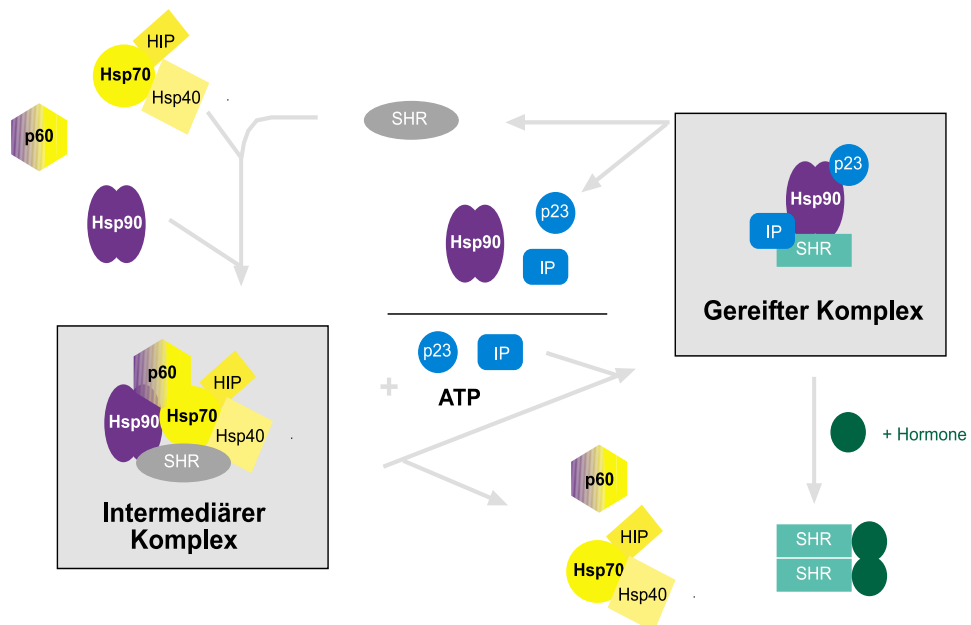 HIP
Hsp70
Hsp40
p60
SHR
Hsp90
p23
Hsp90
IP
SHR
Gereifter Komplex
p23
Hsp90
IP
p23
IP
+
ATP
p60
HIP
Hsp90
Hsp70
Hsp40
SHR
Intermediärer
Komplex
+ Hormone
p60
HIP
Hsp70
Hsp40
SHR
SHR